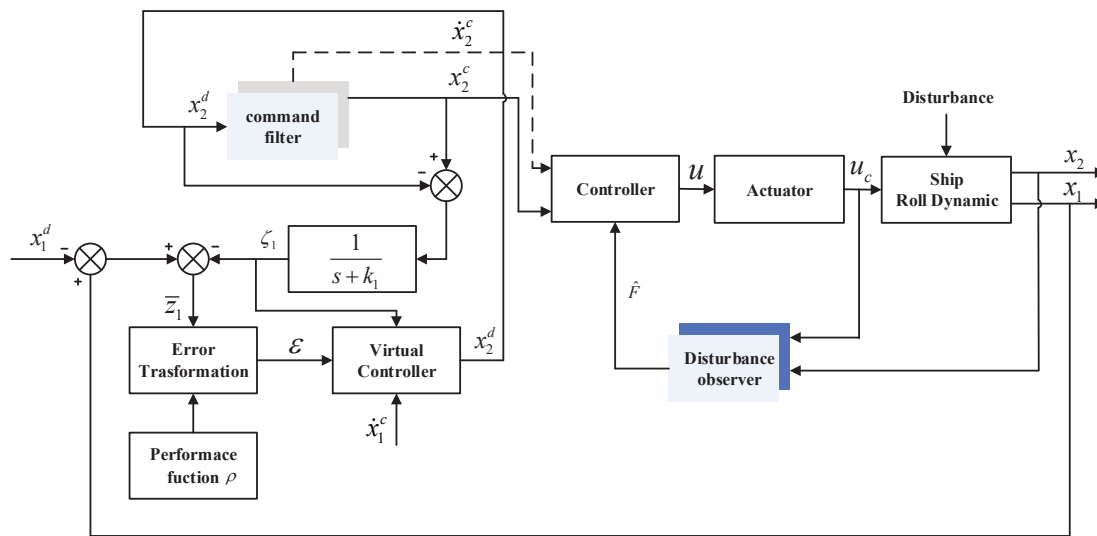 ẋ₂ᶜ
x₂ᶜ
x₂ᵈ
command
filter
Disturbance
+
−
Controller
u
Actuator
u_c
Ship
Roll Dynamic
x₂
x₁
x₁ᵈ
−
+
+
−
ζ₁
1
s + k₁
F̂
z̄₁
Error
Trasformation
ε
Virtual
Controller
x₂ᵈ
Disturbance
observer
ẋ₁ᶜ
Performace
fuction ρ